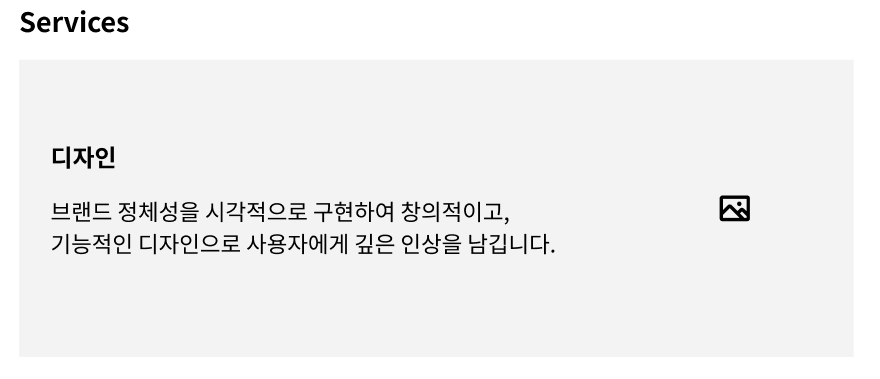 Services
디자인
브랜드 정체성을 시각적으로 구현하여 창의적이고,
기능적인 디자인으로 사용자에게 깊은 인상을 남깁니다.